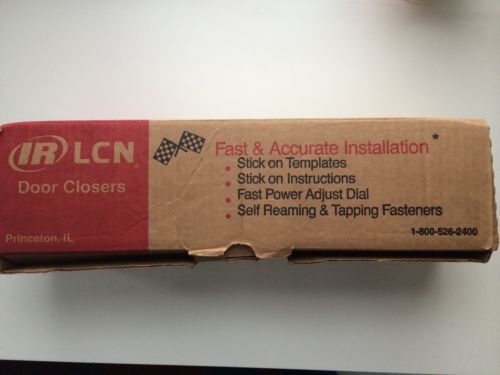 IR LCN®
Door Closers
Princeton, IL
Fast & Accurate Installation*
• Stick on Templates
• Stick on Instructions
• Fast Power Adjust Dial
• Self Reaming & Tapping Fasteners
1-800-526-2400